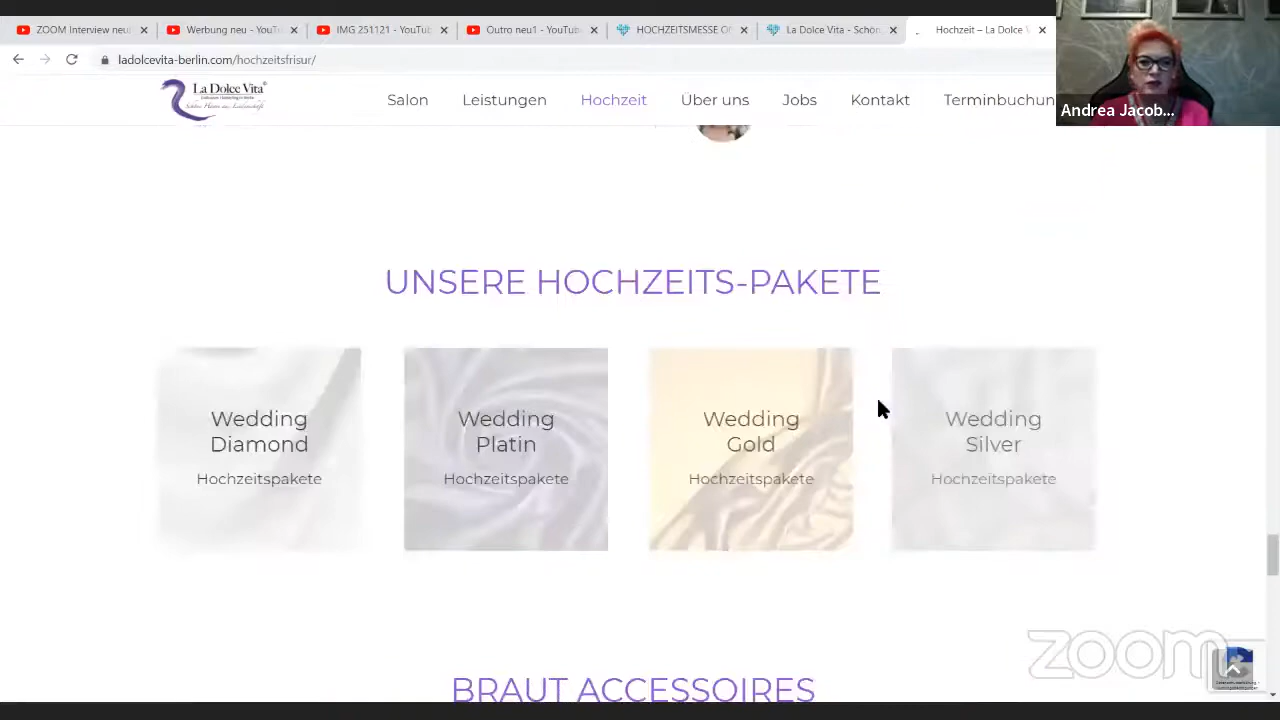 ZOOM Interview neu
Werbung neu - YouT
IMG 251121 - YouTube
Outro neu1 - YouTub
HOCHZEITSMESSE O
La Dolce Vita - Schön
Hochzeit – La Dolce V
ladolcevita-berlin.com/hochzeitsfrisur/
La Dolce Vita
Salon
Leistungen
Hochzeit
Über uns
Jobs
Kontakt
Terminbuchun
Andrea Jacob...
UNSERE HOCHZEITS-PAKETE
Wedding
Diamond
Hochzeitspakete
Wedding
Platin
Hochzeitspakete
Wedding
Gold
Hochzeitspakete
Wedding
Silver
Hochzeitspakete
zoom
BRAUT ACCESSOIRES